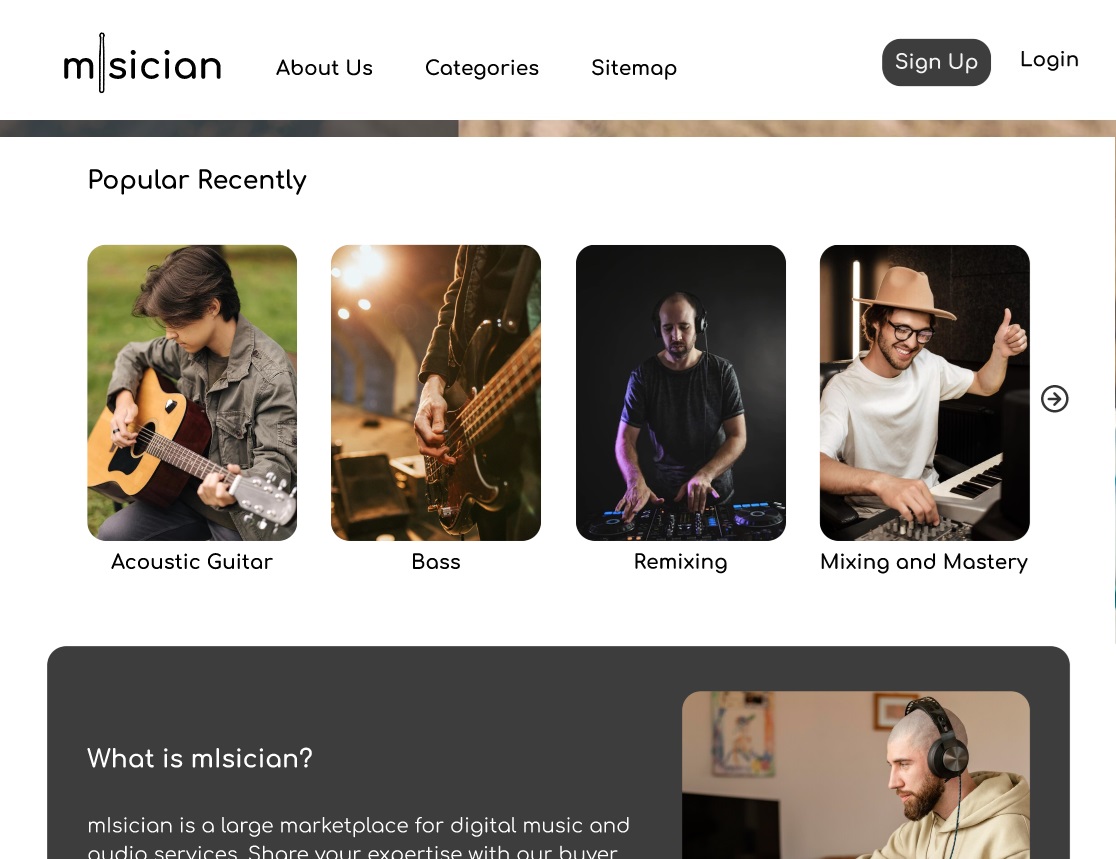 mlsician
About Us
Categories
Sitemap
Sign Up
Login
Popular Recently
Acoustic Guitar
Bass
Remixing
Mixing and Mastery
What is mlsician?
mlsician is a large marketplace for digital music and
audio services. Share your expertise with our buyer